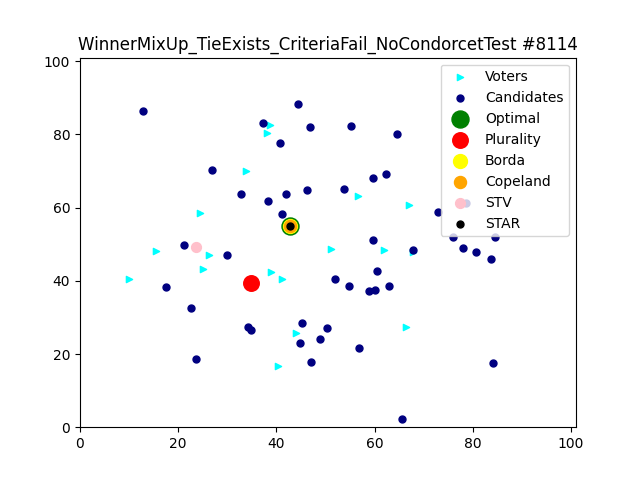 WinnerMixUp_TieExists_CriteriaFail_NoCondorcetTest #8114
100
80
60
40
20
0
0 20 40 60 80 100
Voters
Candidates
Optimal
Plurality
Borda
Copeland
STV
STAR